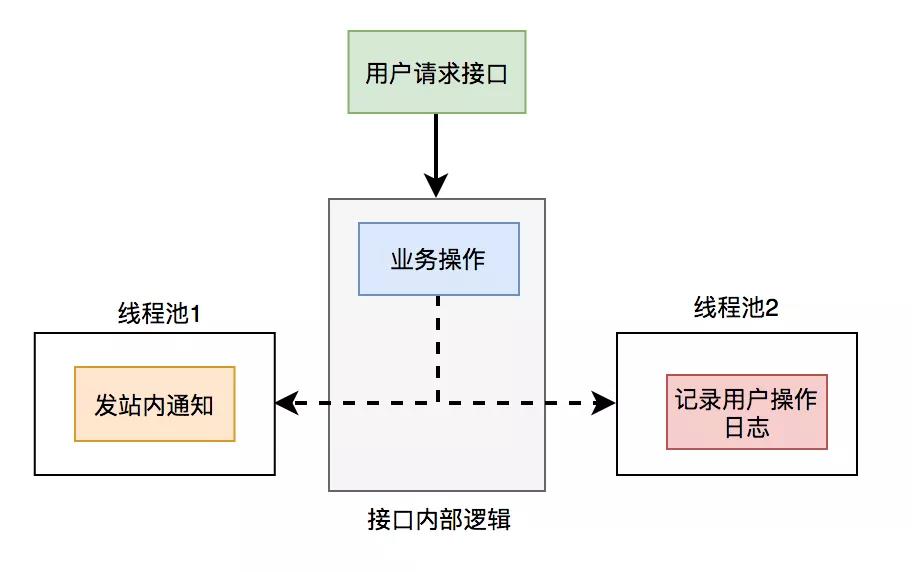 用户请求接口
业务操作
线程池1
线程池2
发站内通知
记录用户操作
日志
接口内部逻辑